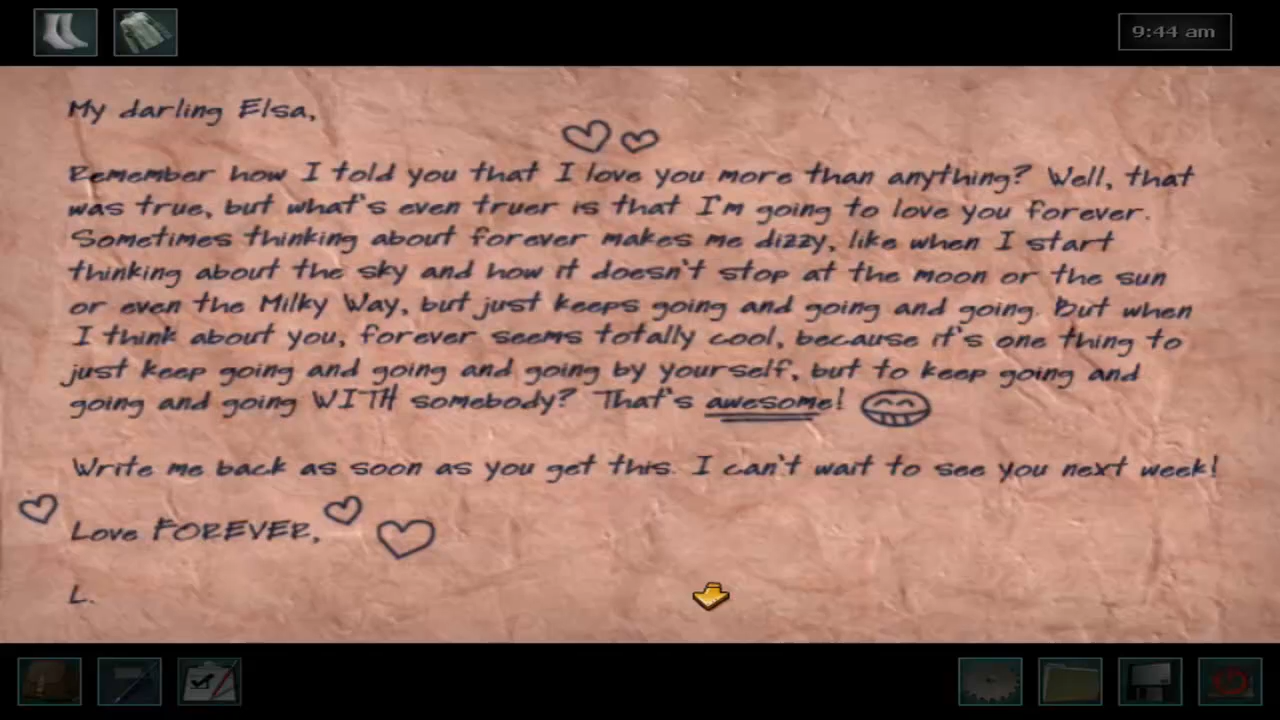 9:44 am
My darling Elsa,
Remember how I told you that I love you more than anything? Well, that
was true, but what's even truer is that I'm going to love you forever.
Sometimes thinking about forever makes me dizzy, like when I start
thinking about the sky and how it doesn't stop at the moon or the sun
or even the Milky Way, but just keeps going and going and going. But when
I think about you, forever seems totally cool, because it's one thing to
just keep going and going and going by yourself, but to keep going and
going and going WITH somebody? That's awesome!
Write me back as soon as you get this. I can't wait to see you next week!
Love FOREVER,
L.